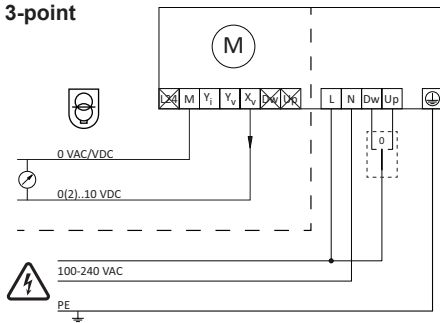 3-point
M
L24 M Yi Yv Xv Dw Up L N Dw Up
0
0 VAC/VDC
0(2)..10 VDC
100-240 VAC
PE